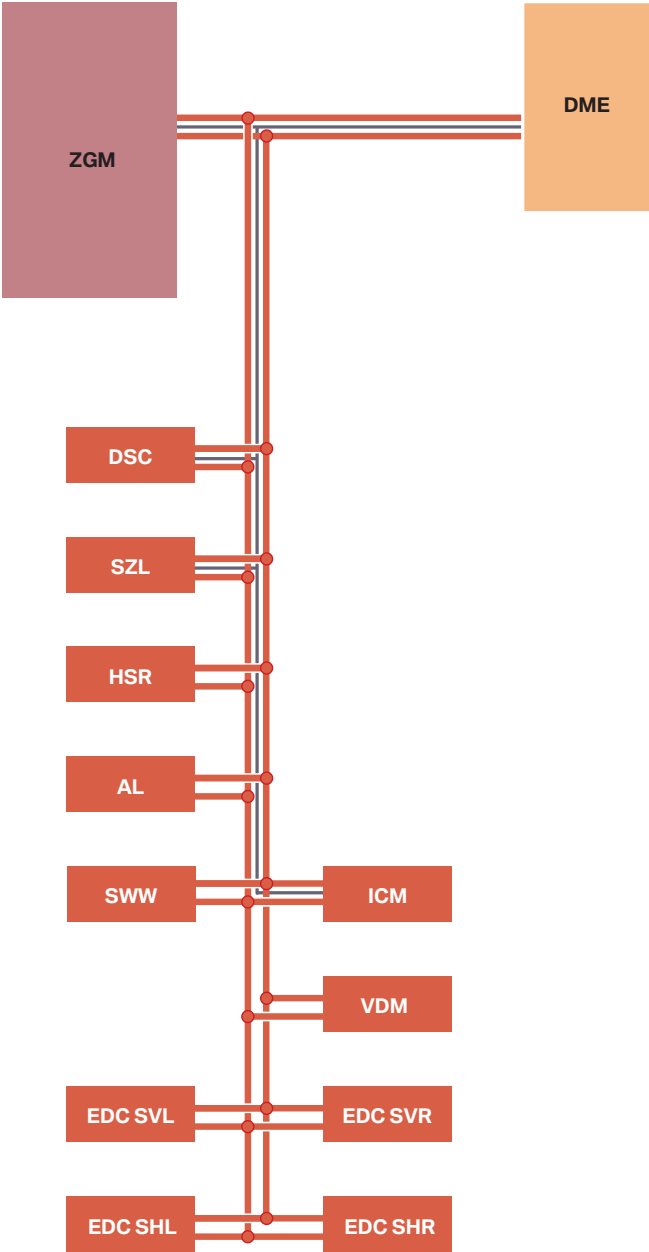 ZGM
DME
DSC
SZL
HSR
AL
SWW
ICM
VDM
EDC SVL
EDC SVR
EDC SHL
EDC SHR